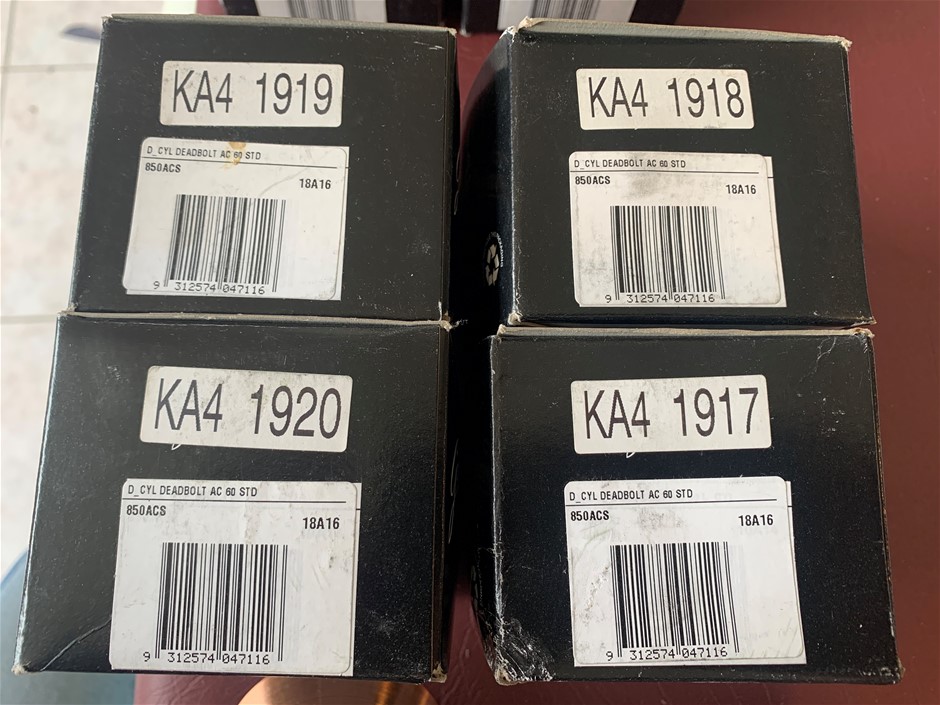 KA4 1919
D_CYL DEADBOLT AC 60 STD
850ACS
18A16
9 312574 047116
KA4 1918
D_CYL DEADBOLT AC 60 STD
850ACS
18A16
9 312574 047116
KA4 1920
D_CYL DEADBOLT AC 60 STD
850ACS
18A16
9 312574 047116
KA4 1917
D_CYL DEADBOLT AC 60 STD
850ACS
18A16
9 312574 047116